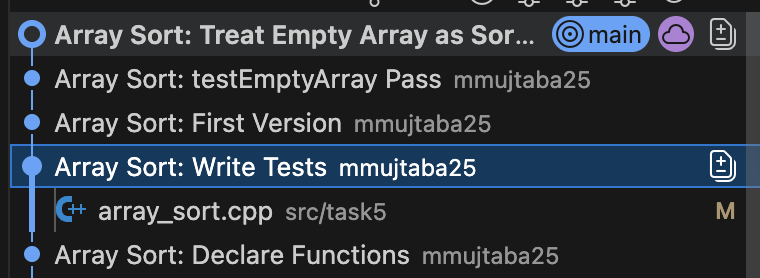 Array Sort: Treat Empty Array as Sor... main
Array Sort: testEmptyArray Pass mmujtaba25
Array Sort: First Version mmujtaba25
Array Sort: Write Tests mmujtaba25
array_sort.cpp src/task5 M
Array Sort: Declare Functions mmujtaba25